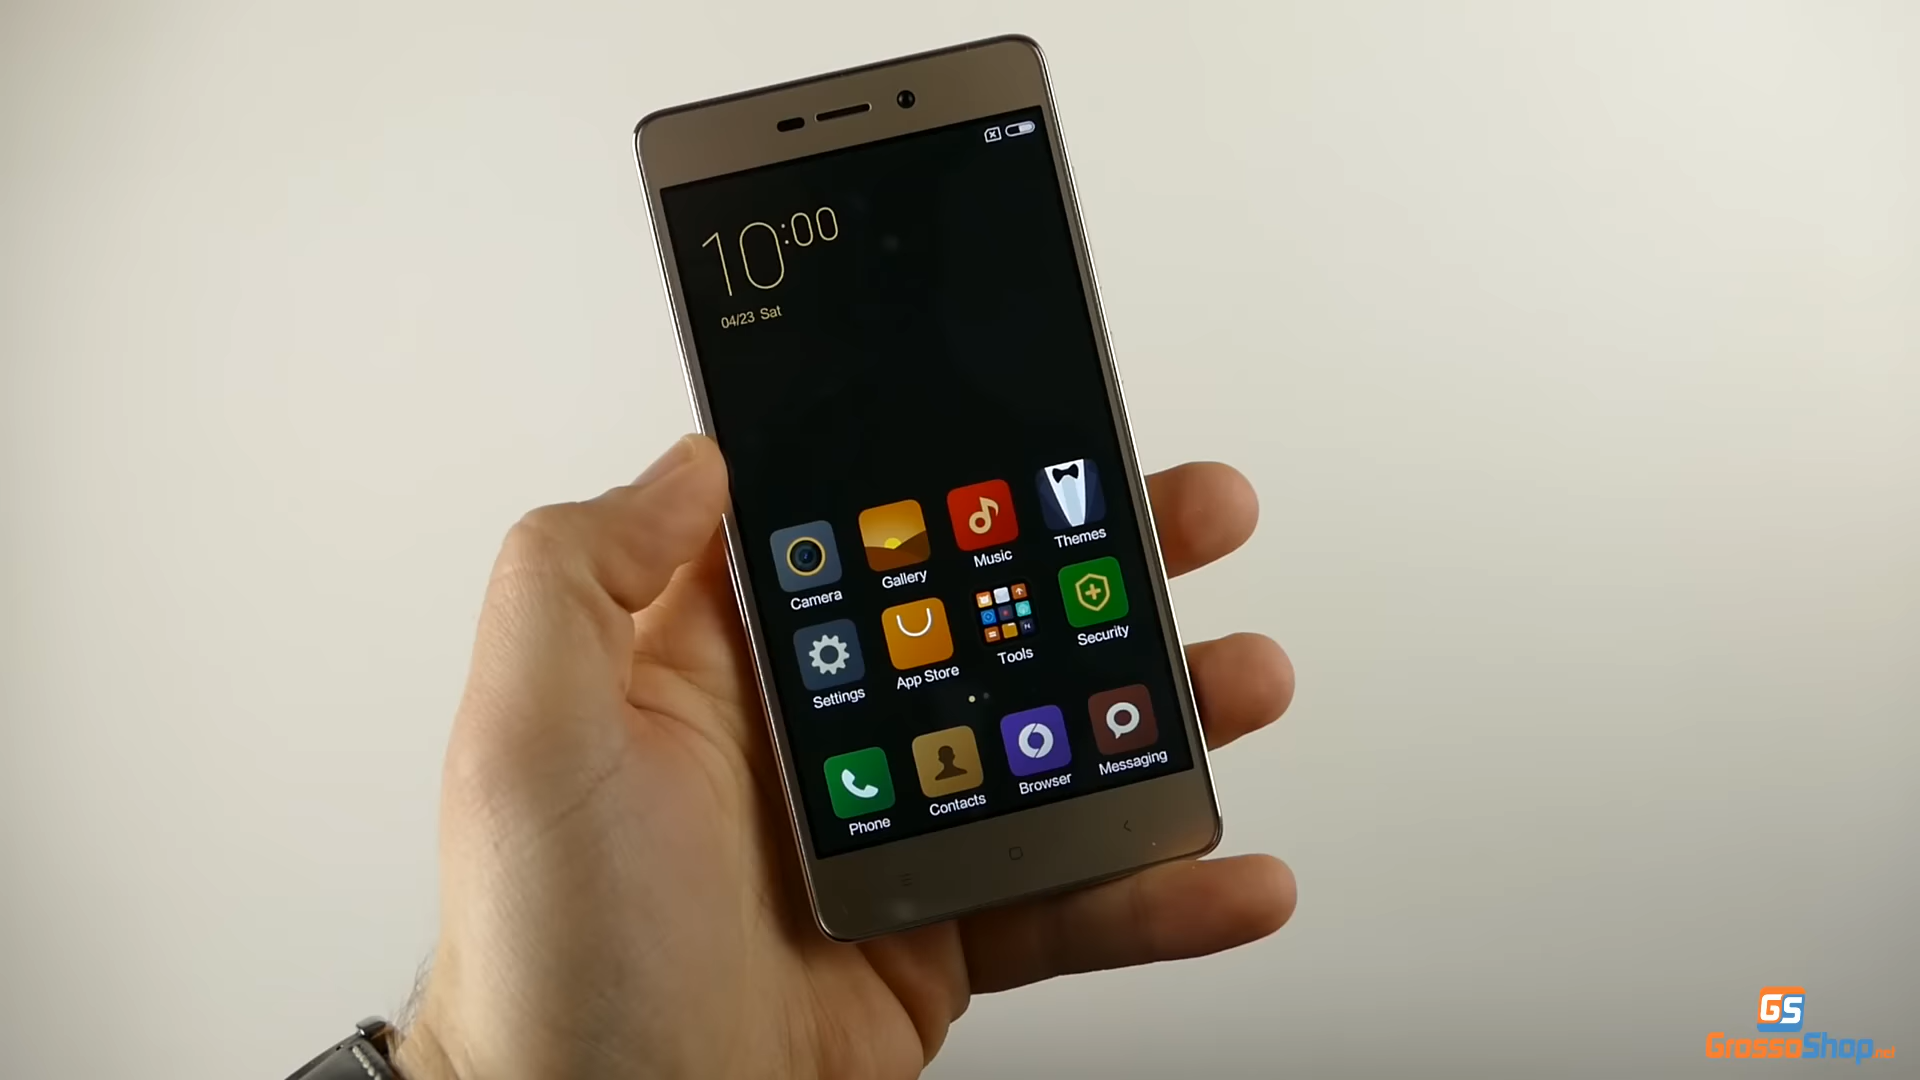 10:00
04/23 Sat
Camera
Gallery
Music
Themes
Settings
App Store
Tools
Security
Phone
Contacts
Browser
Messaging
GS
GrossoShop.net